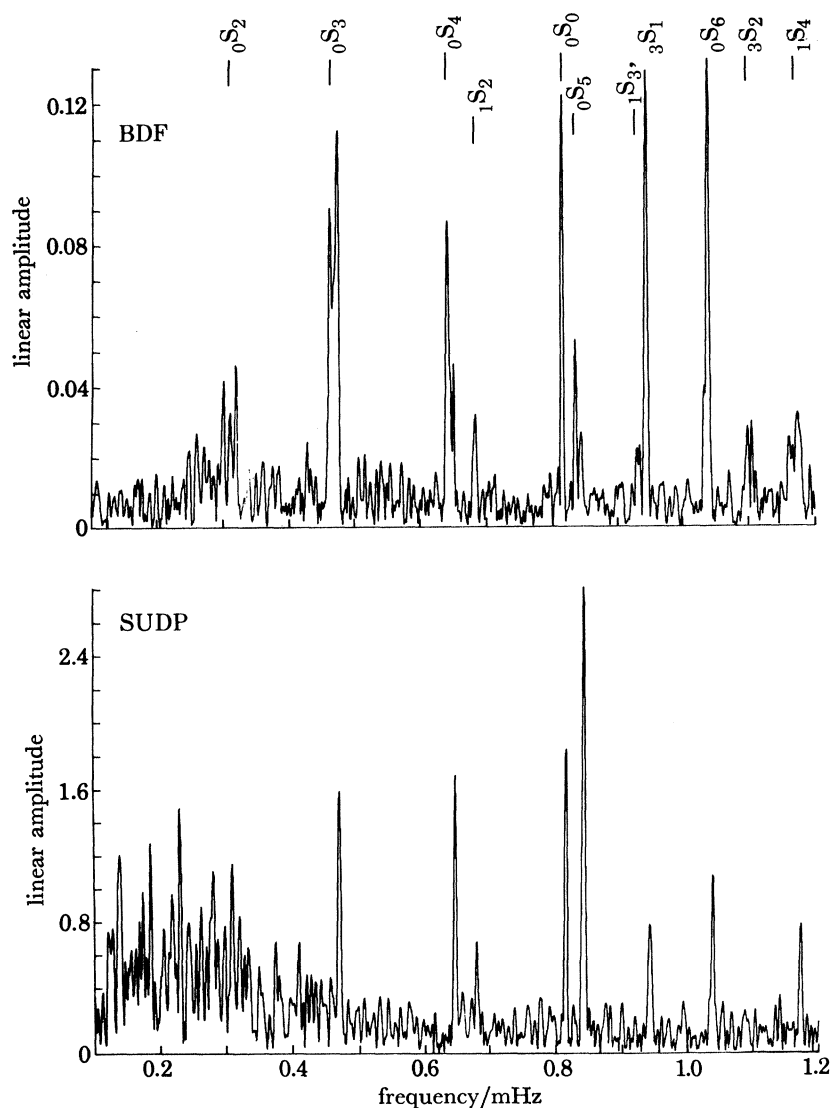 ₀S₂ ₀S₃ ₀S₄ ₀S₀ ₃S₁ ₀S₆ ₃S₂ ₁S₄
₁S₂ ₀S₅ ₁S₃,
0.12
BDF
0.08
linear amplitude
0.04
0
SUDP
2.4
1.6
linear amplitude
0.8
0
0.2 0.4 0.6 0.8 1.0 1.2
frequency/mHz